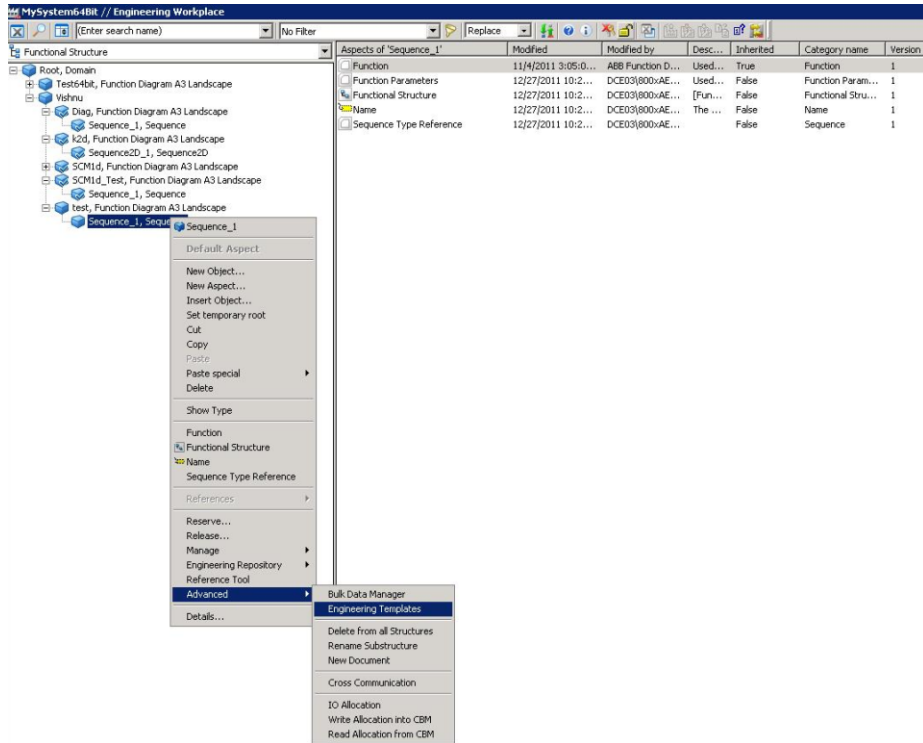 MySystem64Bit // Engineering Workplace
(Enter search name) No Filter Replace
Functional Structure
Aspects of 'Sequence_1' Modified Modified by Desc... Inherited Category name Version
Function 11/4/2011 3:05:0... ABB Function D... Used... True Function 1
Function Parameters 12/27/2011 10:2... DCE03\800xAE... Used... False Function Param... 1
Functional Structure 12/27/2011 10:2... DCE03\800xAE... [Fun... False Functional Stru... 1
Name 12/27/2011 10:2... DCE03\800xAE... The ... False Name 1
Sequence Type Reference 12/27/2011 10:2... DCE03\800xAE... False Sequence 1
Root, Domain
Test64bit, Function Diagram A3 Landscape
Vishnu
Diag, Function Diagram A3 Landscape
Sequence_1, Sequence
k2d, Function Diagram A3 Landscape
Sequence2D_1, Sequence2D
SCM1d, Function Diagram A3 Landscape
SCM1d_Test, Function Diagram A3 Landscape
Sequence_1, Sequence
test, Function Diagram A3 Landscape
Sequence_1, Seque
Sequence_1
Default Aspect
New Object...
New Aspect...
Insert Object...
Set temporary root
Cut
Copy
Paste
Paste special
Delete
Show Type
Function
Functional Structure
Name
Sequence Type Reference
References
Reserve...
Release...
Manage
Engineering Repository
Reference Tool
Advanced
Details...
Bulk Data Manager
Engineering Templates
Delete from all Structures
Rename Substructure
New Document
Cross Communication
IO Allocation
Write Allocation into CBM
Read Allocation from CBM